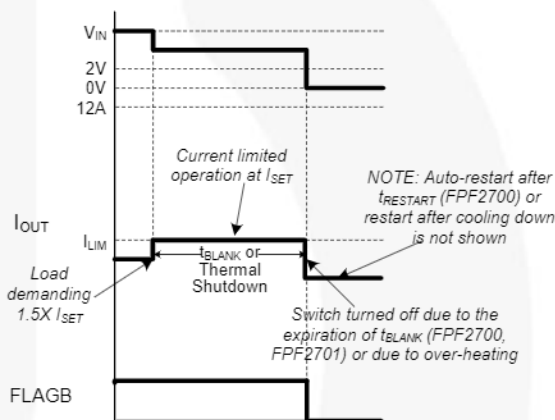 VIN
2V
0V
12A
Current limited
operation at ISET
NOTE: Auto-restart after
tRESTART (FPF2700) or
restart after cooling down
is not shown
IOUT
ILIM
tBLANK or
Thermal
Shutdown
Load
demanding
1.5X ISET
Switch turned off due to the
expiration of tBLANK (FPF2700,
FPF2701) or due to over-heating
FLAGB